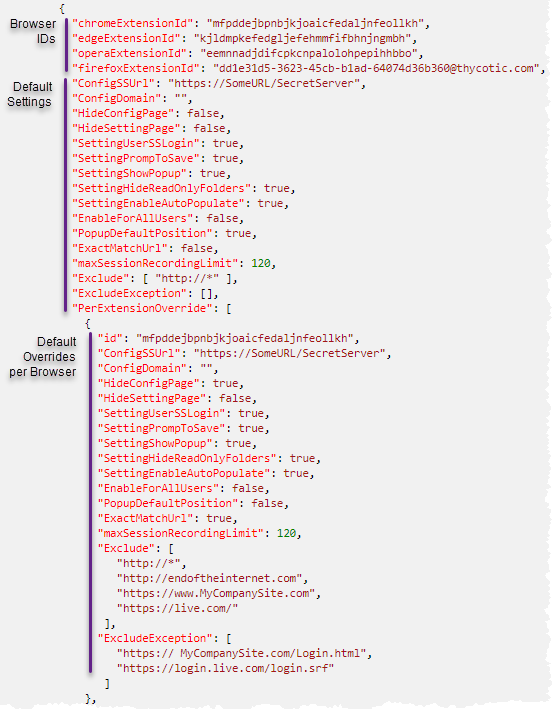 Browser
IDs
{
"chromeExtensionId": "mfpddejbpnbjkjoaicfedaljnfeollkh",
"edgeExtensionId": "kjldmpkefedgljefehmmfifbhnjngmbh",
"operaExtensionId": "eemnnadjdifcpkcnpalolohpepihhbbo",
"firefoxExtensionId": "dd1e31d5-3623-45cb-b1ad-64074d36b360@thycotic.com",
Default
Settings
"ConfigSSUrl": "https://SomeURL/SecretServer",
"ConfigDomain": "",
"HideConfigPage": false,
"HideSettingPage": false,
"SettingUserSSLogin": true,
"SettingPrompToSave": true,
"SettingShowPopup": true,
"SettingHideReadOnlyFolders": true,
"SettingEnableAutoPopulate": true,
"EnableForAllUsers": false,
"PopupDefaultPosition": true,
"ExactMatchUrl": false,
"maxSessionRecordingLimit": 120,
"Exclude": [ "http://*" ],
"ExcludeException": [],
"PerExtensionOverride": [
{
Default
Overrides
per Browser
"id": "mfpddejbpnbjkjoaicfedaljnfeollkh",
"ConfigSSUrl": "https://SomeURL/SecretServer",
"ConfigDomain": "",
"HideConfigPage": true,
"HideSettingPage": false,
"SettingUserSSLogin": true,
"SettingPrompToSave": true,
"SettingShowPopup": true,
"SettingHideReadOnlyFolders": true,
"SettingEnableAutoPopulate": true,
"EnableForAllUsers": false,
"PopupDefaultPosition": false,
"ExactMatchUrl": true,
"maxSessionRecordingLimit": 120,
"Exclude": [
"http://*",
"http://endoftheinternet.com",
"https://www.MyCompanySite.com",
"https://live.com/"
],
"ExcludeException": [
"https:// MyCompanySite.com/Login.html",
"https://login.live.com/login.srf"
]
},